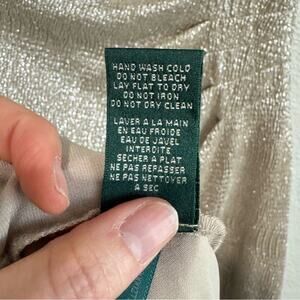 HAND WASH COLD
DO NOT BLEACH
LAY FLAT TO DRY
DO NOT IRON
DO NOT DRY CLEAN
LAVER A LA MAIN
EN EAU FROIDE
EAU DE JAVEL
INTERDITE
SECHER A PLAT
NE PAS REPASSER
NE PAS NETTOYER
A SEC